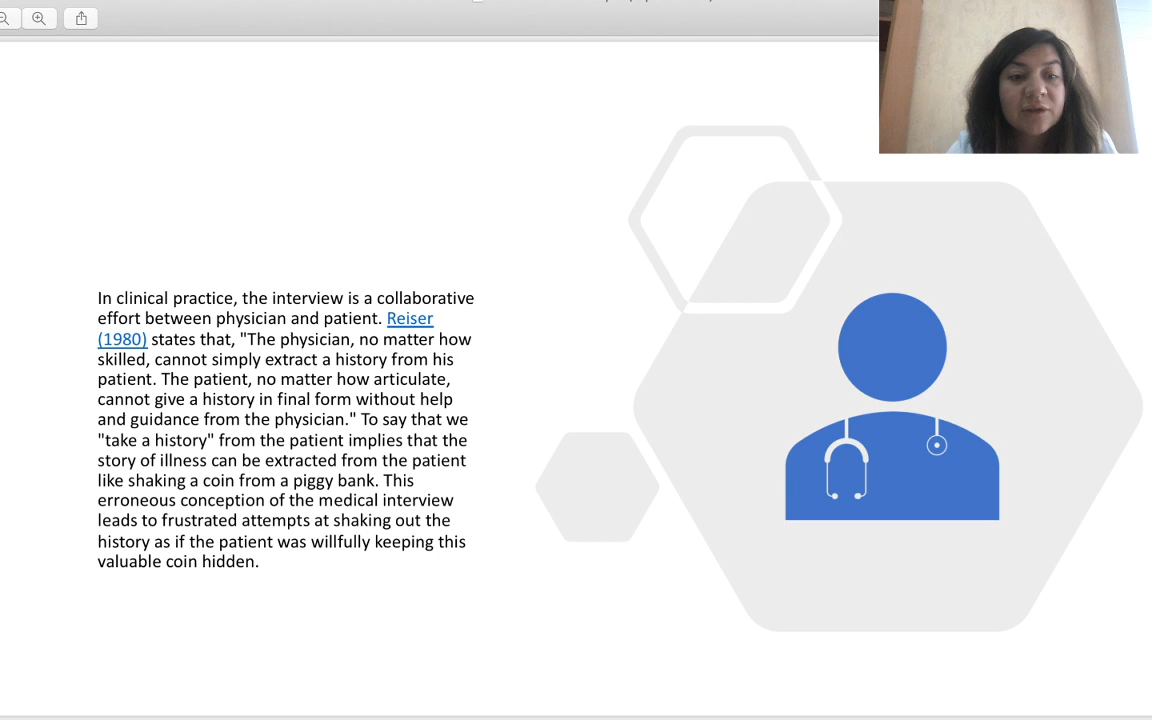 In clinical practice, the interview is a collaborative
effort between physician and patient. Reiser
(1980) states that, "The physician, no matter how
skilled, cannot simply extract a history from his
patient. The patient, no matter how articulate,
cannot give a history in final form without help
and guidance from the physician." To say that we
"take a history" from the patient implies that the
story of illness can be extracted from the patient
like shaking a coin from a piggy bank. This
erroneous conception of the medical interview
leads to frustrated attempts at shaking out the
history as if the patient was willfully keeping this
valuable coin hidden.